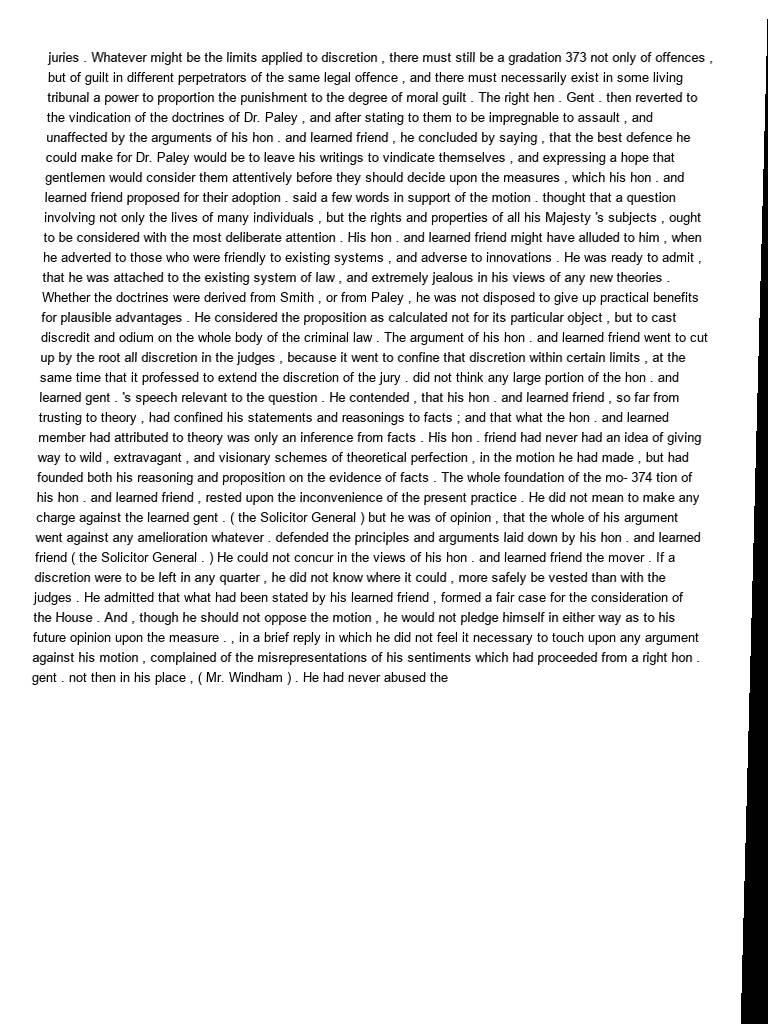 juries . Whatever might be the limits applied to discretion , there must still be a gradation 373 not only of offences ,
but of guilt in different perpetrators of the same legal offence , and there must necessarily exist in some living
tribunal a power to proportion the punishment to the degree of moral guilt . The right hen . Gent . then reverted to
the vindication of the doctrines of Dr. Paley , and after stating to them to be impregnable to assault , and
unaffected by the arguments of his hon . and learned friend , he concluded by saying , that the best defence he
could make for Dr. Paley would be to leave his writings to vindicate themselves , and expressing a hope that
gentlemen would consider them attentively before they should decide upon the measures , which his hon . and
learned friend proposed for their adoption . said a few words in support of the motion . thought that a question
involving not only the lives of many individuals , but the rights and properties of all his Majesty 's subjects , ought
to be considered with the most deliberate attention . His hon . and learned friend might have alluded to him , when
he adverted to those who were friendly to existing systems , and adverse to innovations . He was ready to admit ,
that he was attached to the existing system of law , and extremely jealous in his views of any new theories .
Whether the doctrines were derived from Smith , or from Paley , he was not disposed to give up practical benefits
for plausible advantages . He considered the proposition as calculated not for its particular object , but to cast
discredit and odium on the whole body of the criminal law . The argument of his hon . and learned friend went to cut
up by the root all discretion in the judges , because it went to confine that discretion within certain limits , at the
same time that it professed to extend the discretion of the jury . did not think any large portion of the hon . and
learned gent . 's speech relevant to the question . He contended , that his hon . and learned friend , so far from
trusting to theory , had confined his statements and reasonings to facts ; and that what the hon . and learned
member had attributed to theory was only an inference from facts . His hon . friend had never had an idea of giving
way to wild , extravagant , and visionary schemes of theoretical perfection , in the motion he had made , but had
founded both his reasoning and proposition on the evidence of facts . The whole foundation of the mo- 374 tion of
his hon . and learned friend , rested upon the inconvenience of the present practice . He did not mean to make any
charge against the learned gent . ( the Solicitor General ) but he was of opinion , that the whole of his argument
went against any amelioration whatever . defended the principles and arguments laid down by his hon . and learned
friend ( the Solicitor General . ) He could not concur in the views of his hon . and learned friend the mover . If a
discretion were to be left in any quarter , he did not know where it could , more safely be vested than with the
judges . He admitted that what had been stated by his learned friend , formed a fair case for the consideration of
the House . And , though he should not oppose the motion , he would not pledge himself in either way as to his
future opinion upon the measure . , in a brief reply in which he did not feel it necessary to touch upon any argument
against his motion , complained of the misrepresentations of his sentiments which had proceeded from a right hon .
gent . not then in his place , ( Mr. Windham ) . He had never abused the